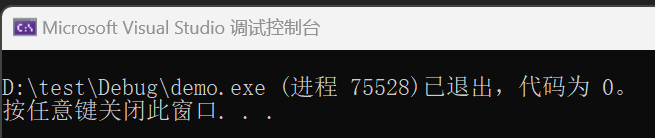 C:\ Microsoft Visual Studio 调试控制台
D:\test\Debug\demo.exe (进程 75528)已退出，代码为 0。
按任意键关闭此窗口. . .